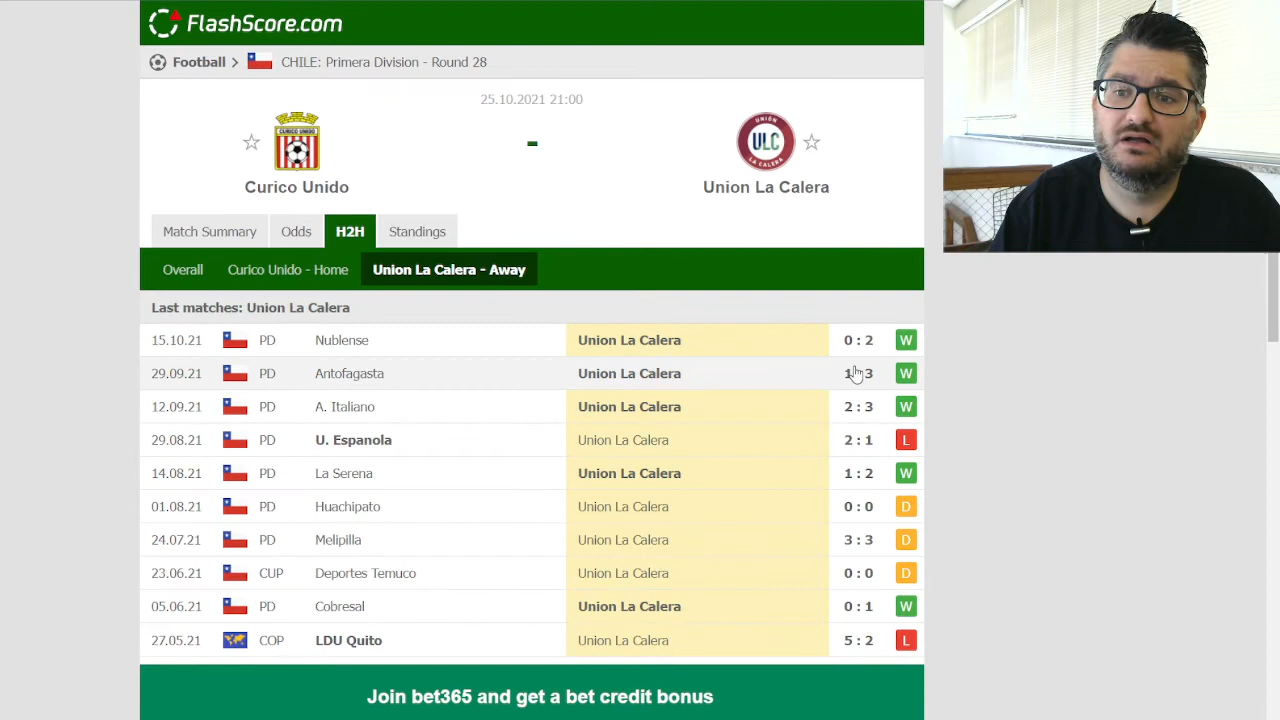 FlashScore.com
Football > CHILE: Primera Division - Round 28
25.10.2021 21:00
CURICO UNIDO
UNIÓN
ULC
LA CALERA
-
Curico Unido Union La Calera
Match Summary Odds H2H Standings
Overall Curico Unido - Home Union La Calera - Away
Last matches: Union La Calera
15.10.21 PD Nublense Union La Calera 0 : 2 W
29.09.21 PD Antofagasta Union La Calera 1 : 3 W
12.09.21 PD A. Italiano Union La Calera 2 : 3 W
29.08.21 PD U. Espanola Union La Calera 2 : 1 L
14.08.21 PD La Serena Union La Calera 1 : 2 W
01.08.21 PD Huachipato Union La Calera 0 : 0 D
24.07.21 PD Melipilla Union La Calera 3 : 3 D
23.06.21 CUP Deportes Temuco Union La Calera 0 : 0 D
05.06.21 PD Cobresal Union La Calera 0 : 1 W
27.05.21 COP LDU Quito Union La Calera 5 : 2 L
Join bet365 and get a bet credit bonus